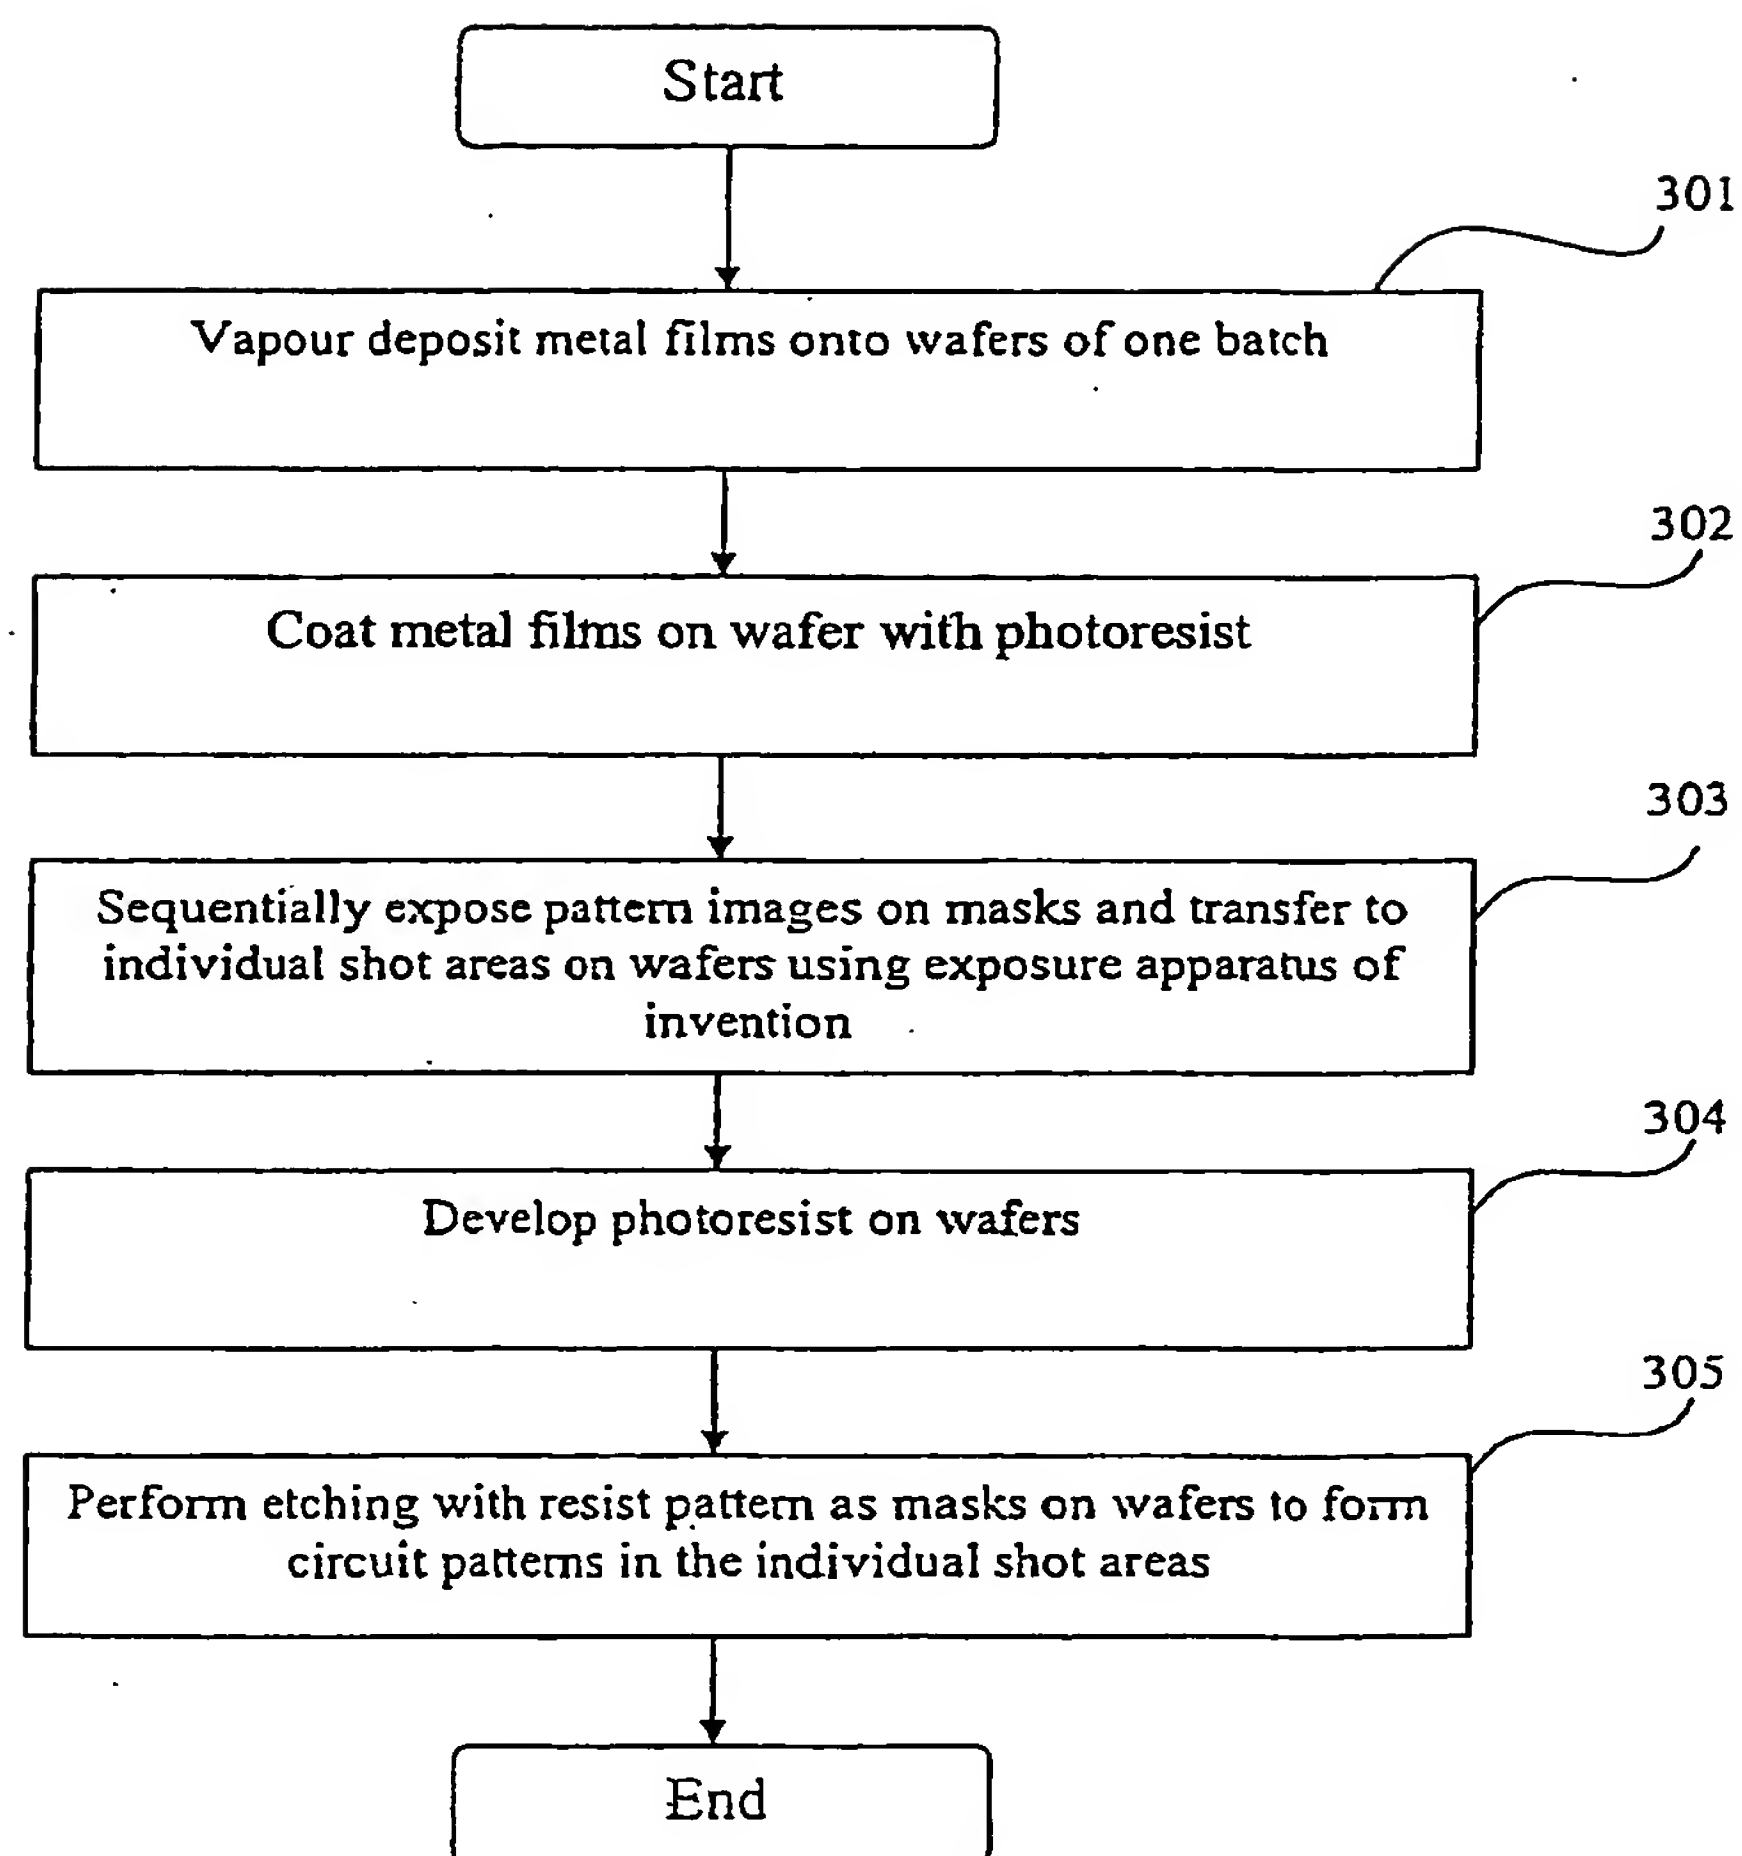 Start
301
Vapour deposit metal films onto wafers of one batch
302
Coat metal films on wafer with photoresist
303
Sequentially expose pattern images on masks and transfer to
individual shot areas on wafers using exposure apparatus of
invention
304
Develop photoresist on wafers
305
Perform etching with resist pattern as masks on wafers to form
circuit patterns in the individual shot areas
End